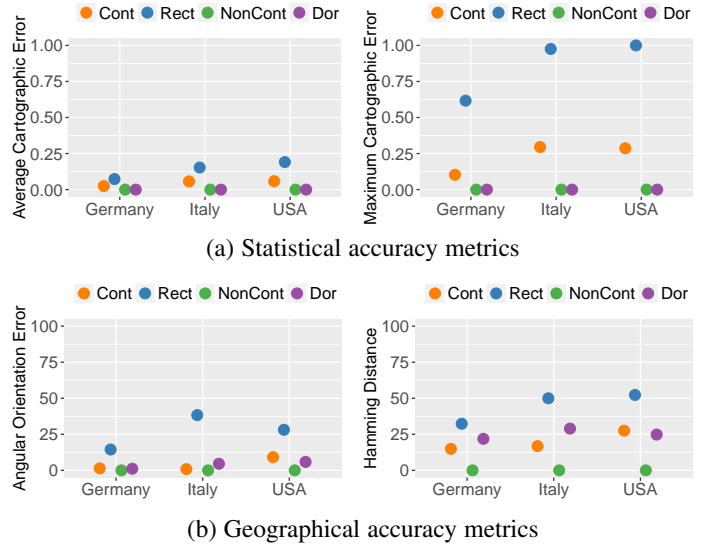 Cont Rect NonCont Dor
Average Cartographic Error
1.00
0.75
0.50
0.25
0.00
Germany Italy USA
Cont Rect NonCont Dor
Maximum Cartographic Error
1.00
0.75
0.50
0.25
0.00
Germany Italy USA
(a) Statistical accuracy metrics
Cont Rect NonCont Dor
Angular Orientation Error
100
75
50
25
0
Germany Italy USA
Cont Rect NonCont Dor
Hamming Distance
100
75
50
25
0
Germany Italy USA
(b) Geographical accuracy metrics